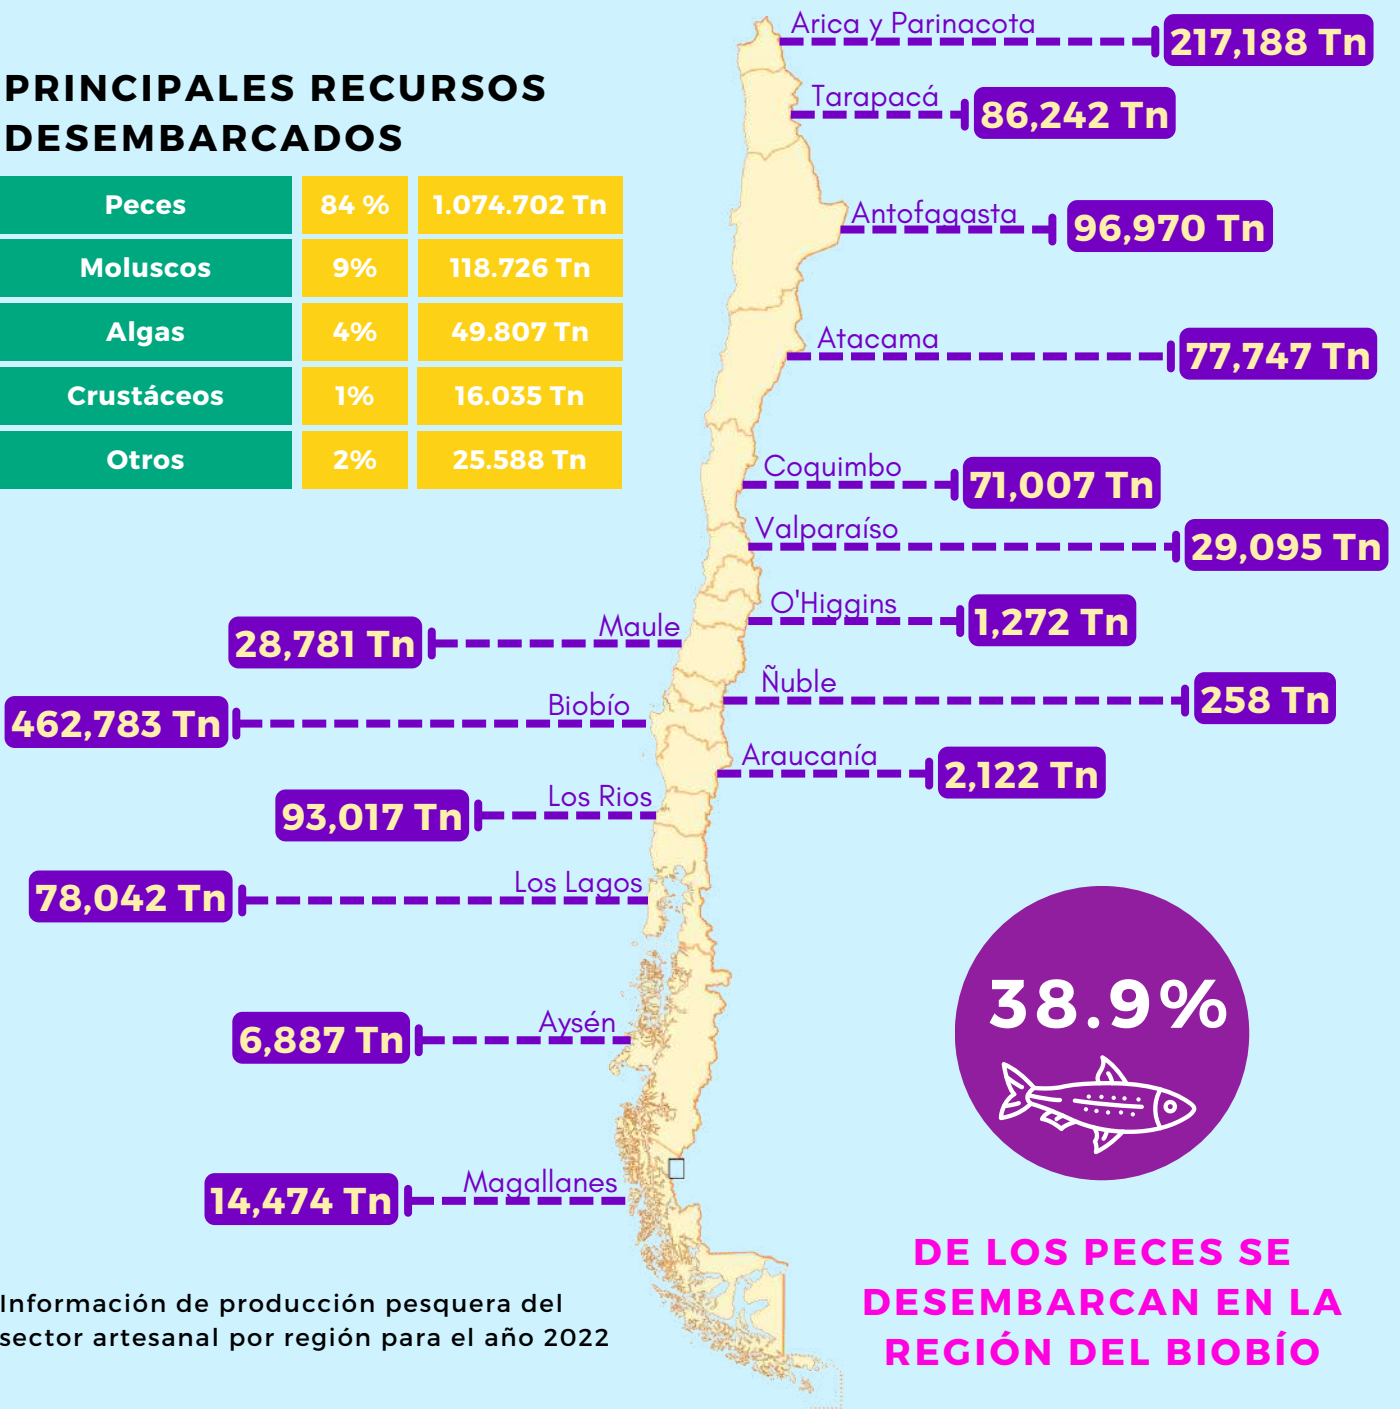 PRINCIPALES RECURSOS
DESEMBARCADOS
Peces 84 % 1.074.702 Tn
Moluscos 9% 118.726 Tn
Algas 4% 49.807 Tn
Crustáceos 1% 16.035 Tn
Otros 2% 25.588 Tn
Arica y Parinacota 217,188 Tn
Tarapacá 86,242 Tn
Antofagasta 96,970 Tn
Atacama 77,747 Tn
Coquimbo 71,007 Tn
Valparaíso 29,095 Tn
O'Higgins 1,272 Tn
28,781 Tn Maule
Ñuble 258 Tn
462,783 Tn Biobío
Araucanía 2,122 Tn
93,017 Tn Los Rios
78,042 Tn Los Lagos
6,887 Tn Aysén
14,474 Tn Magallanes
38.9%
DE LOS PECES SE
DESEMBARCAN EN LA
REGIÓN DEL BIOBÍO
Información de producción pesquera del
sector artesanal por región para el año 2022